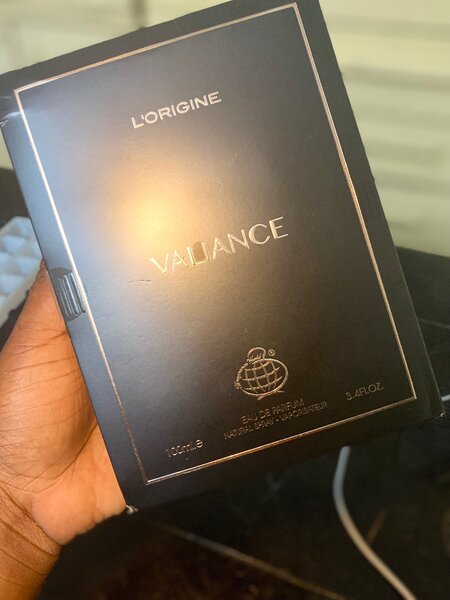 L'ORIGINE
VALIANCE
EAU DE PARFUM
NATURAL SPRAY • VAPORISATEUR
100mL℮
3.4FL.OZ.